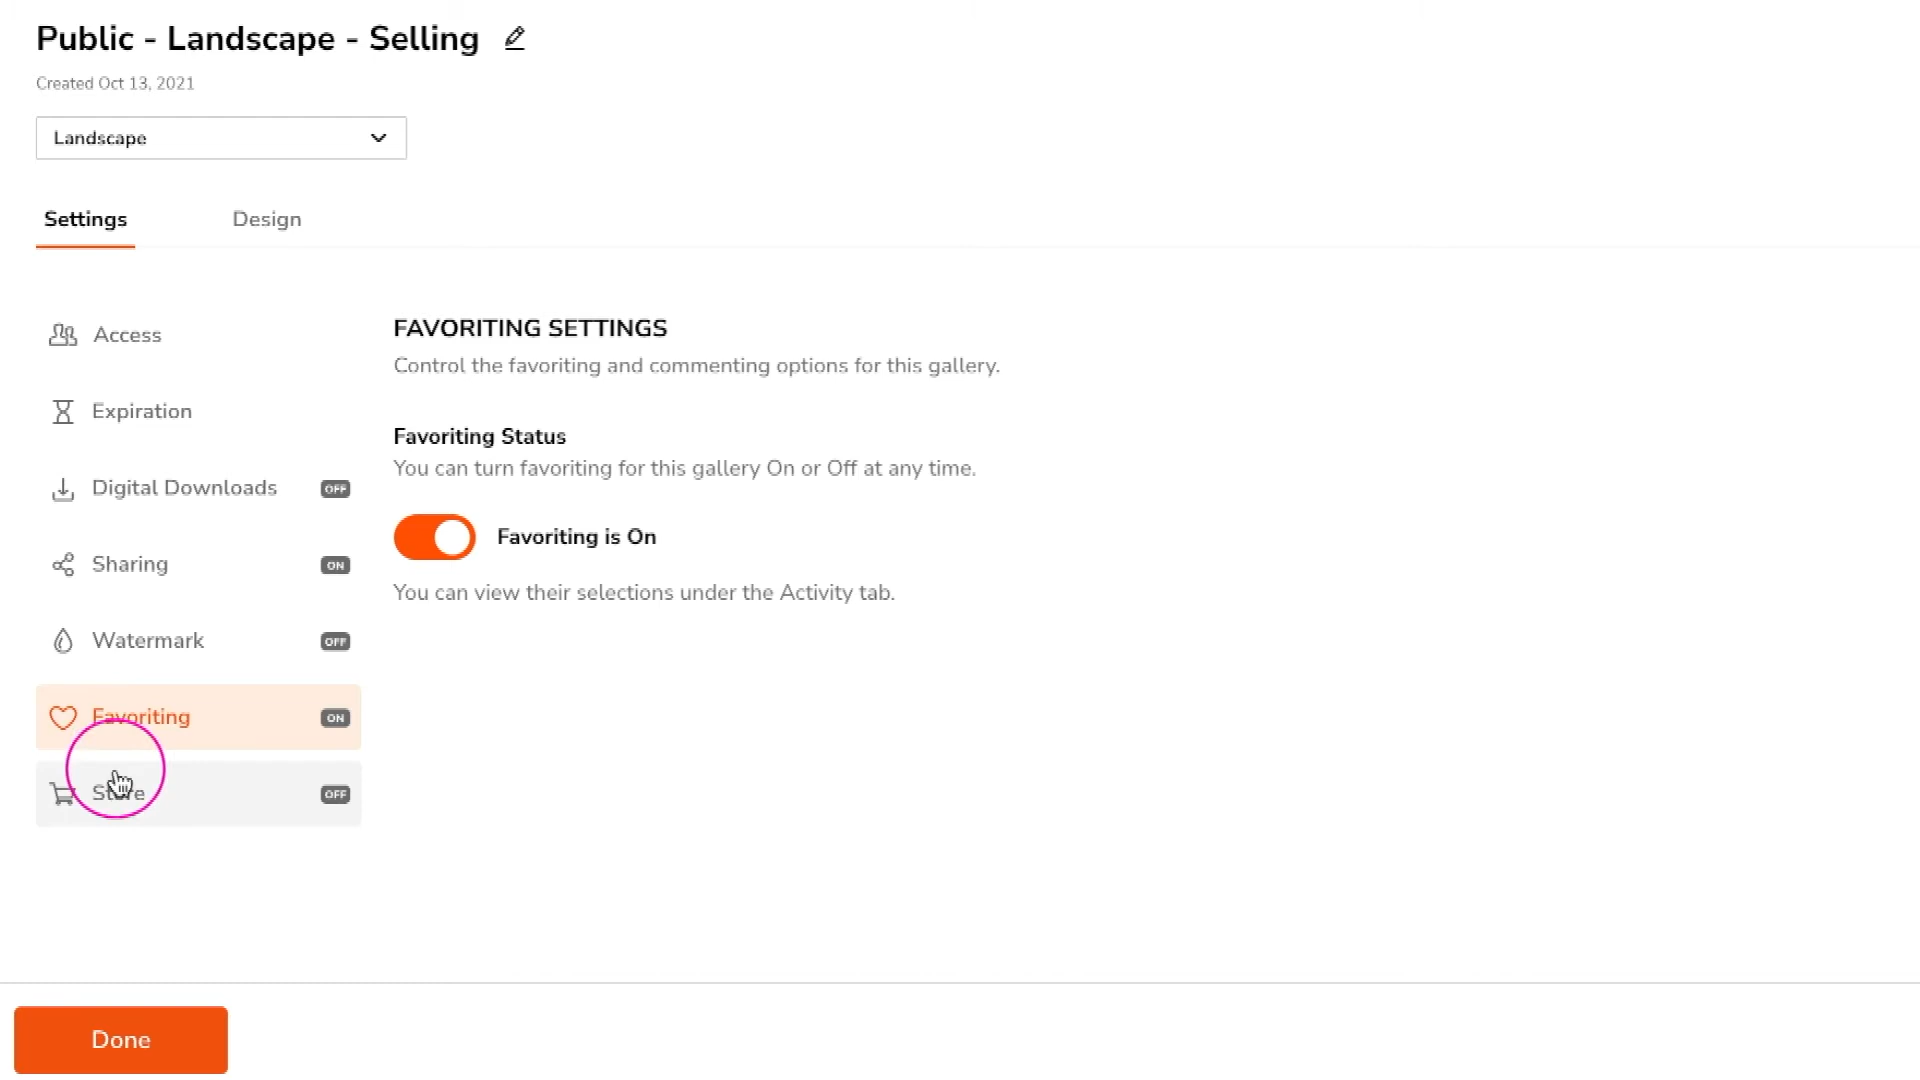 Public - Landscape - Selling
Created Oct 13, 2021
Landscape
Settings
Design
Access
Expiration
Digital Downloads
OFF
Sharing
ON
Watermark
OFF
Favoriting
ON
Store
OFF
FAVORITING SETTINGS
Control the favoriting and commenting options for this gallery.
Favoriting Status
You can turn favoriting for this gallery On or Off at any time.
Favoriting is On
You can view their selections under the Activity tab.
Done